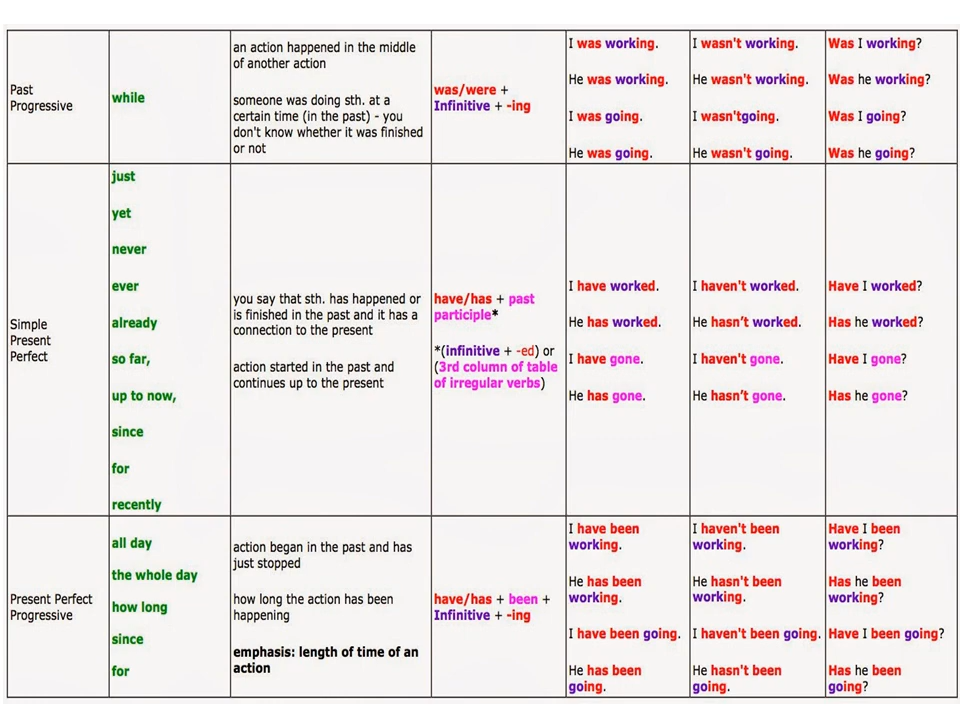 Past
Progressive
while
an action happened in the middle
of another action
someone was doing sth. at a
certain time (in the past) - you
don't know whether it was finished
or not
was/were +
Infinitive + -ing
I was working.
He was working.
I was going.
He was going.
I wasn't working.
He wasn't working.
I wasn'tgoing.
He wasn't going.
Was I working?
Was he working?
Was I going?
Was he going?
Simple
Present
Perfect
just
yet
never
ever
already
so far,
up to now,
since
for
recently
you say that sth. has happened or
is finished in the past and it has a
connection to the present
action started in the past and
continues up to the present
have/has + past
participle*
*(infinitive + -ed) or
(3rd column of table
of irregular verbs)
I have worked.
He has worked.
I have gone.
He has gone.
I haven't worked.
He hasn't worked.
I haven't gone.
He hasn't gone.
Have I worked?
Has he worked?
Have I gone?
Has he gone?
Present Perfect
Progressive
all day
the whole day
how long
since
for
action began in the past and has
just stopped
how long the action has been
happening
emphasis: length of time of an
action
have/has + been +
Infinitive + -ing
I have been
working.
He has been
working.
I have been going.
He has been
going.
I haven't been
working.
He hasn't been
working.
I haven't been going.
He hasn't been
going.
Have I been
working?
Has he been
working?
Have I been going?
Has he been
going?